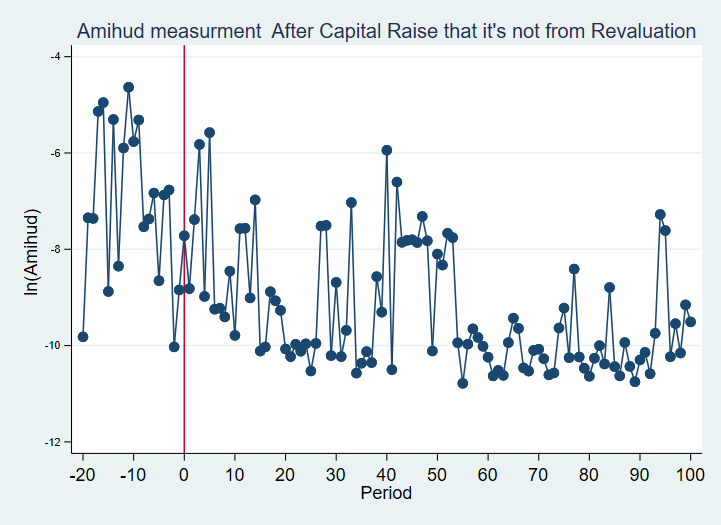 Amihud measurment After Capital Raise that it's not from Revaluation
-4
-6
-8
-10
-12
ln(Amihud)
-20 -10 0 10 20 30 40 50 60 70 80 90 100
Period